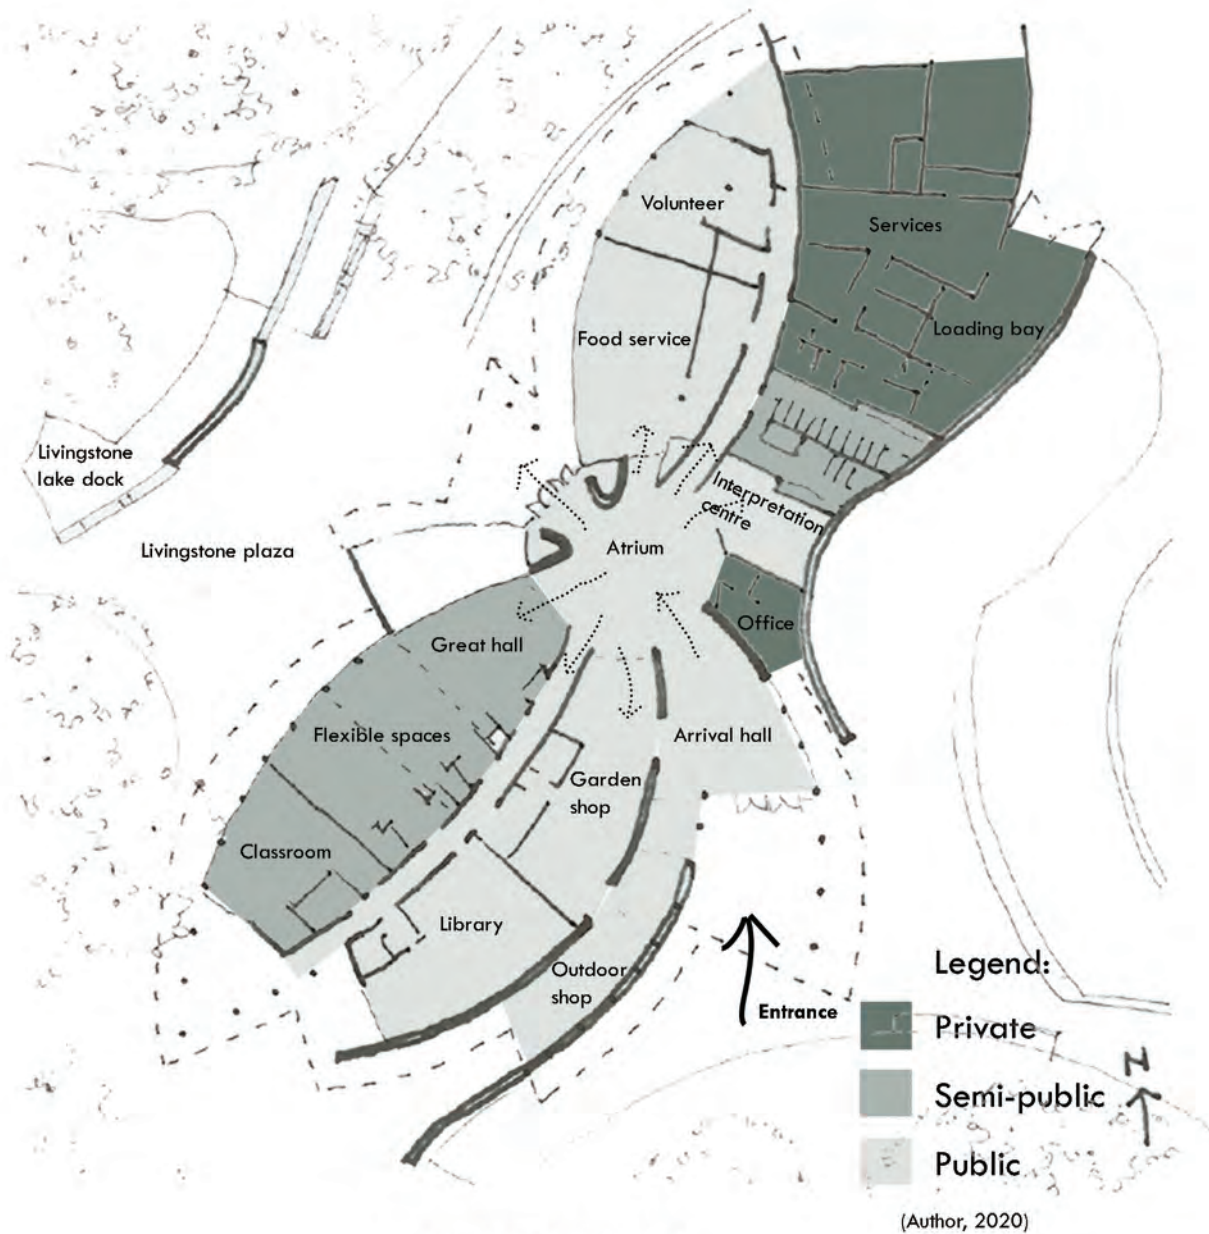 Volunteer
Services
Food service
Loading bay
Livingstone
lake dock
Interpretation
centre
Livingstone plaza
Atrium
Office
Great hall
Flexible spaces
Arrival hall
Garden
shop
Classroom
Library
Outdoor
shop
Entrance
Legend:
Private
Semi-public
Public
N
(Author, 2020)